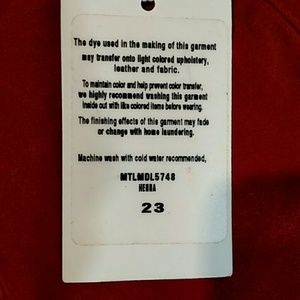 The dye used in the making of this garment
may transfer onto light colored upholstery,
leather and fabric.
To maintain color and help prevent color transfer,
we highly recommend washing this garment
inside out with like colored items before wearing.
The finishing effects of this garment may fade
or change with home laundering.
Machine wash with cold water recommended,
MTLMDL5748
HENNA
23